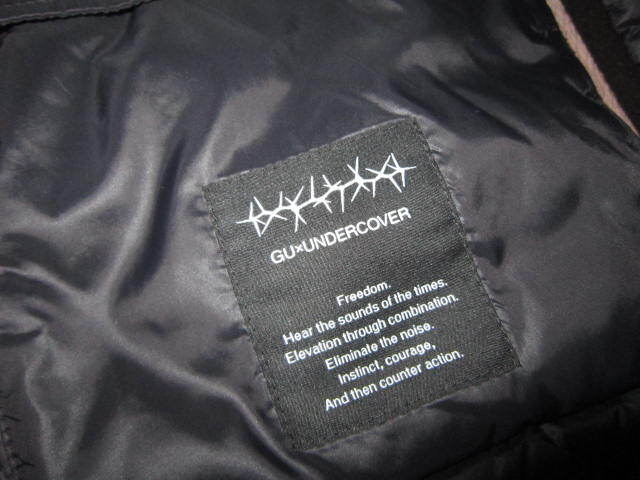 GU×UNDERCOVER
Freedom.
Hear the sounds of the times.
Elevation through combination.
Eliminate the noise.
Instinct, courage,
And then counter action.